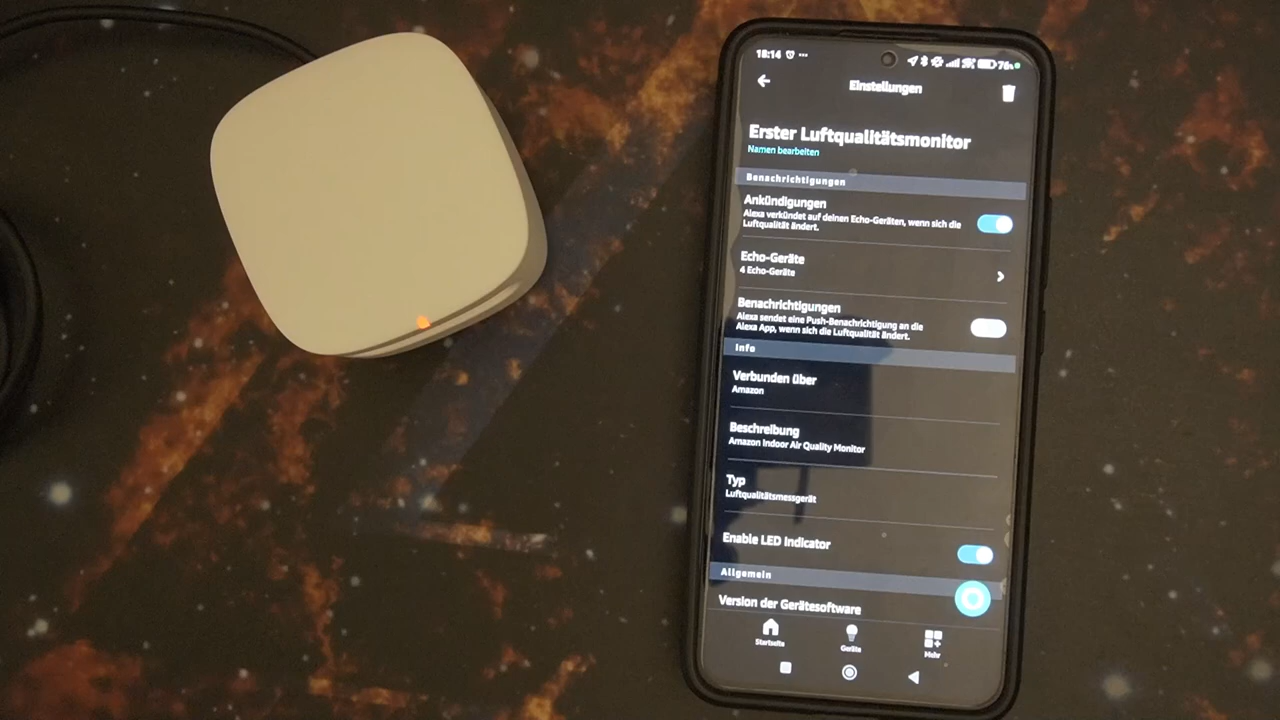 18:14
76
Einstellungen
Erster Luftqualitätsmonitor
Namen bearbeiten
Benachrichtigungen
Ankündigungen
Alexa verkündet auf deinen Echo-Geräten, wenn sich die
Luftqualität ändert.
Echo-Geräte
4 Echo-Geräte
Benachrichtigungen
Alexa sendet eine Push-Benachrichtigung an die
Alexa App, wenn sich die Luftqualität ändert.
Info
Verbunden über
Amazon
Beschreibung
Amazon Indoor Air Quality Monitor
Typ
Luftqualitätsmessgerät
Enable LED Indicator
Allgemein
Version der Gerätesoftware
Startseite
Geräte
Mehr